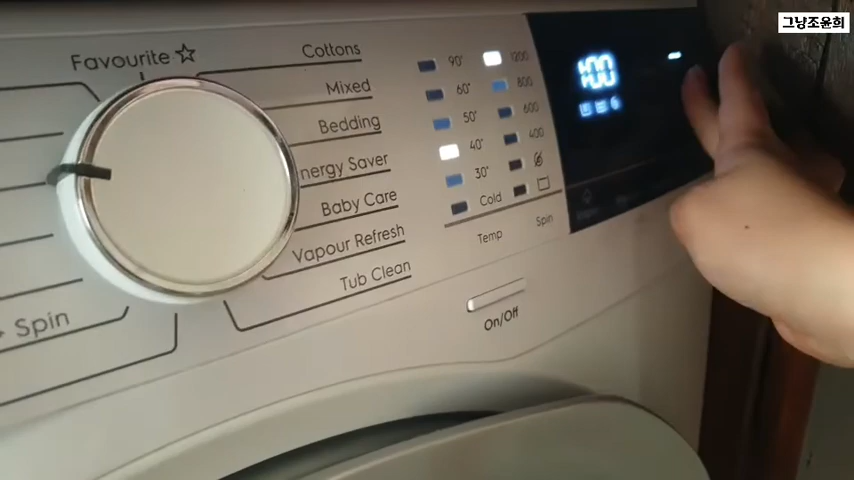 그냥조윤희
Favourite
Cottons
Mixed
Bedding
nergy Saver
Baby Care
Vapour Refresh
Tub Clean
+ Spin
90°
60°
50°
40°
30°
Cold
Temp
1200
800
600
400
Spin
1:00
On/Off